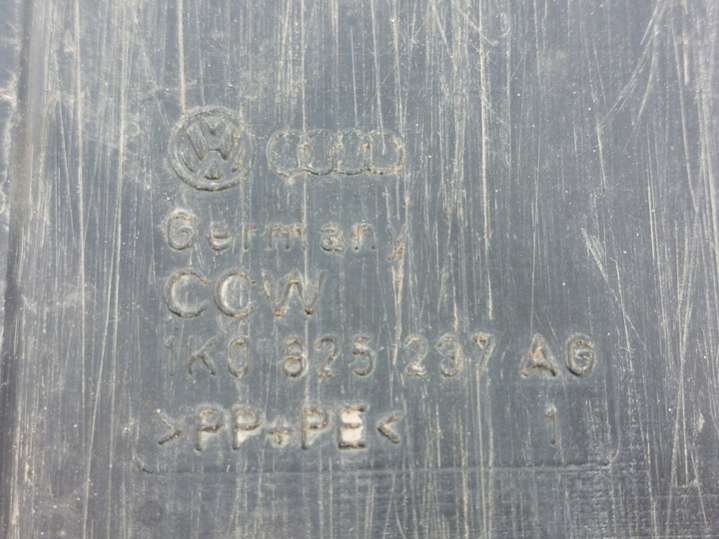 Germany
CCW
1K0 825 237 AG
>PP+PE< 1